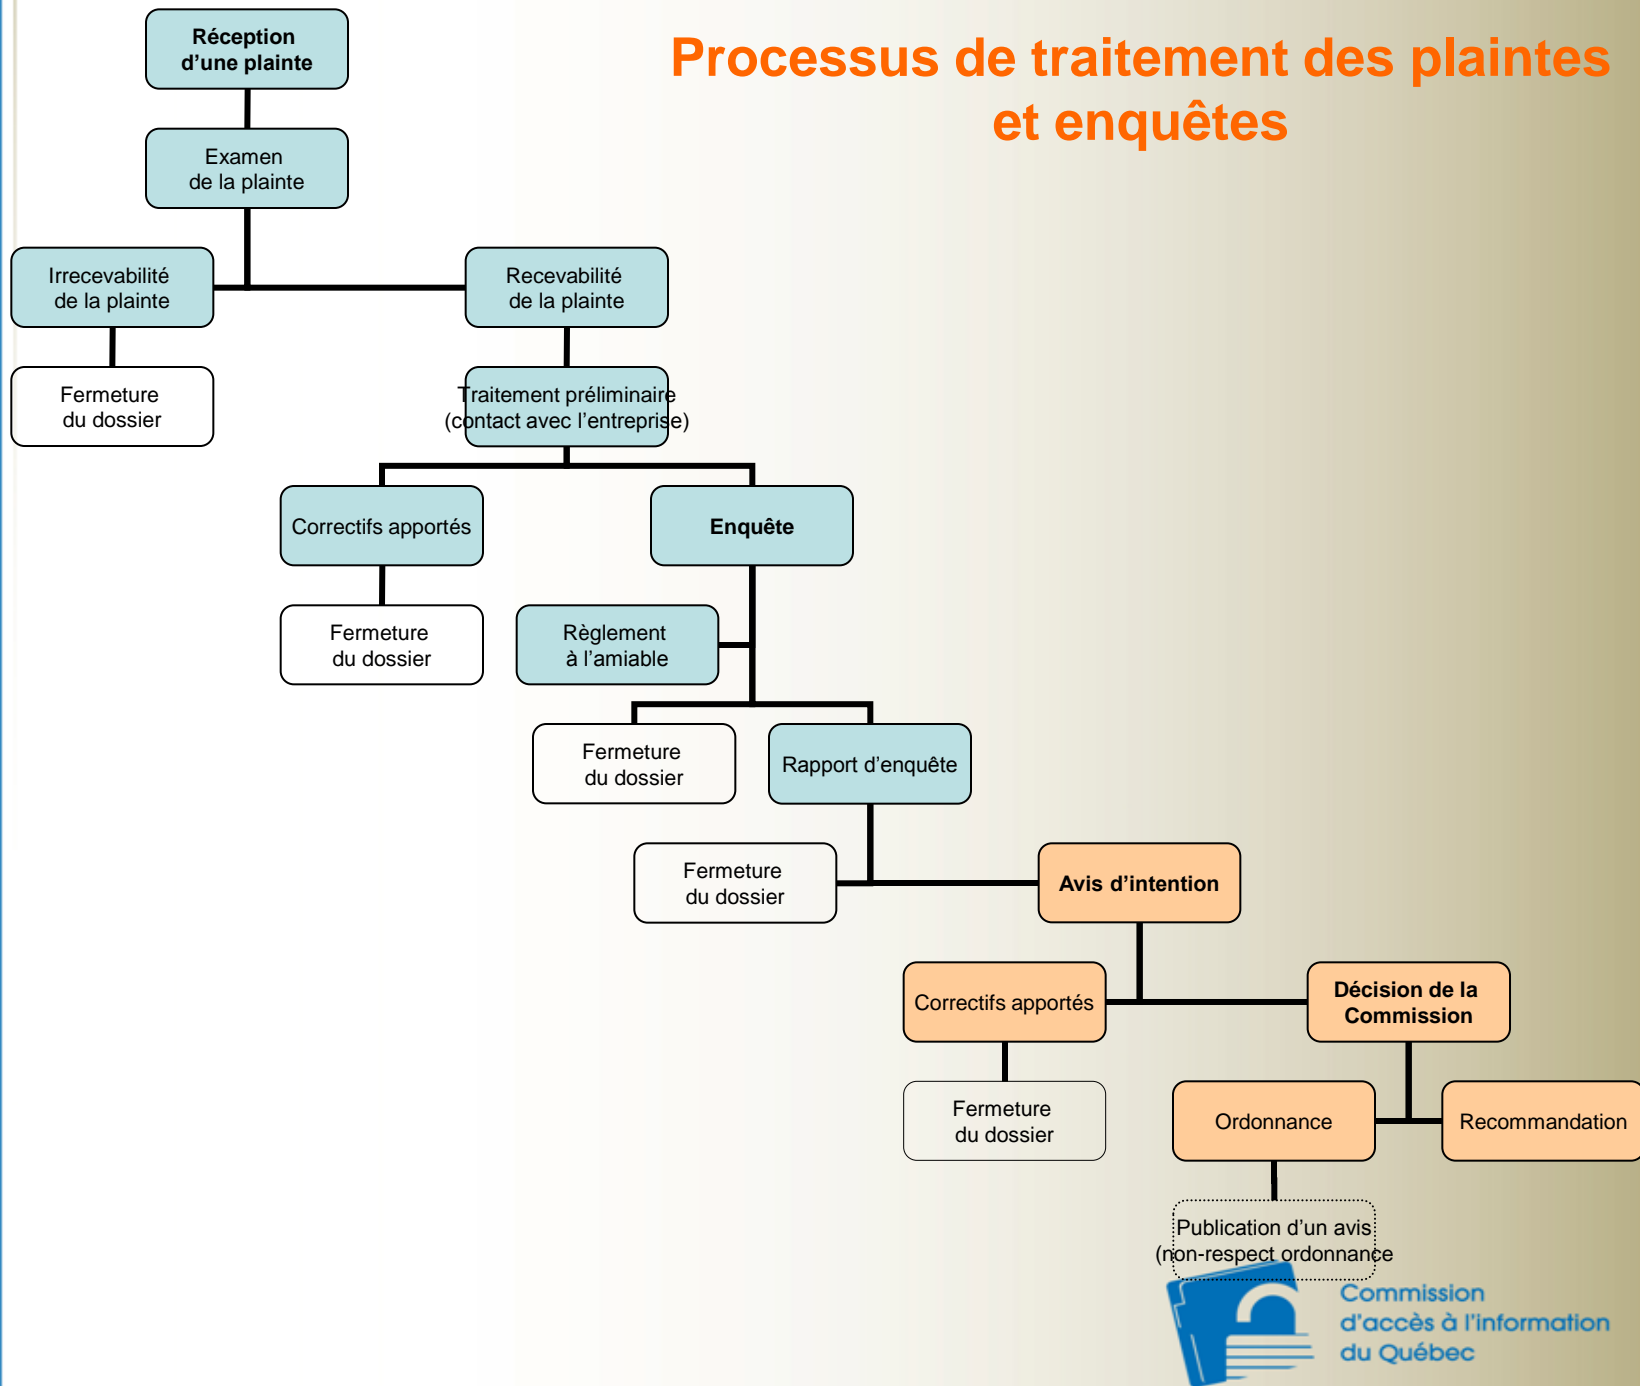 Processus de traitement des plaintes
et enquêtes
Réception
d’une plainte
Examen
de la plainte
Irrecevabilité
de la plainte
Recevabilité
de la plainte
Fermeture
du dossier
Traitement préliminaire
(contact avec l’entreprise)
Correctifs apportés
Enquête
Fermeture
du dossier
Règlement
à l’amiable
Fermeture
du dossier
Rapport d’enquête
Fermeture
du dossier
Avis d’intention
Correctifs apportés
Décision de la
Commission
Fermeture
du dossier
Ordonnance
Recommandation
Publication d’un avis
(non-respect ordonnance
Commission
d'accès à l'information
du Québec